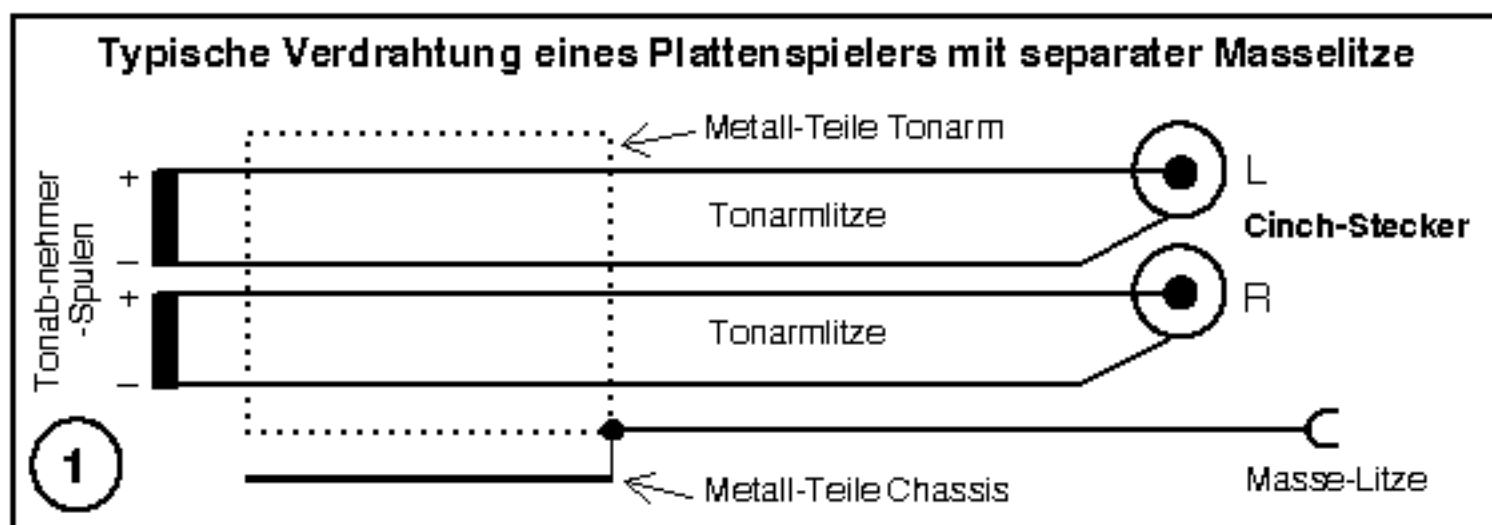 Typische Verdrahtung eines Plattenspielers mit separater Masselitze
Metall-Teile Tonarm
Tonab-nehmer
-Spulen
+
L
Tonarmlitze
Cinch-Stecker
–
+
R
Tonarmlitze
–
1
Metall-Teile Chassis
Masse-Litze